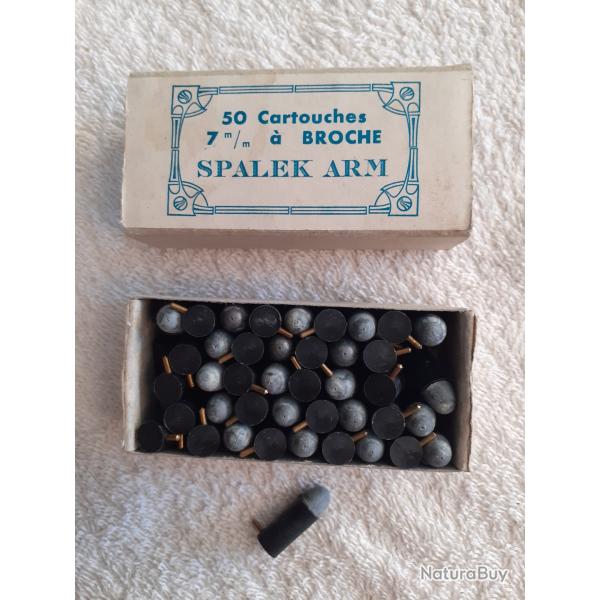 50 Cartouches
7 m/m à BROCHE
SPALEK ARM
NaturaBuy